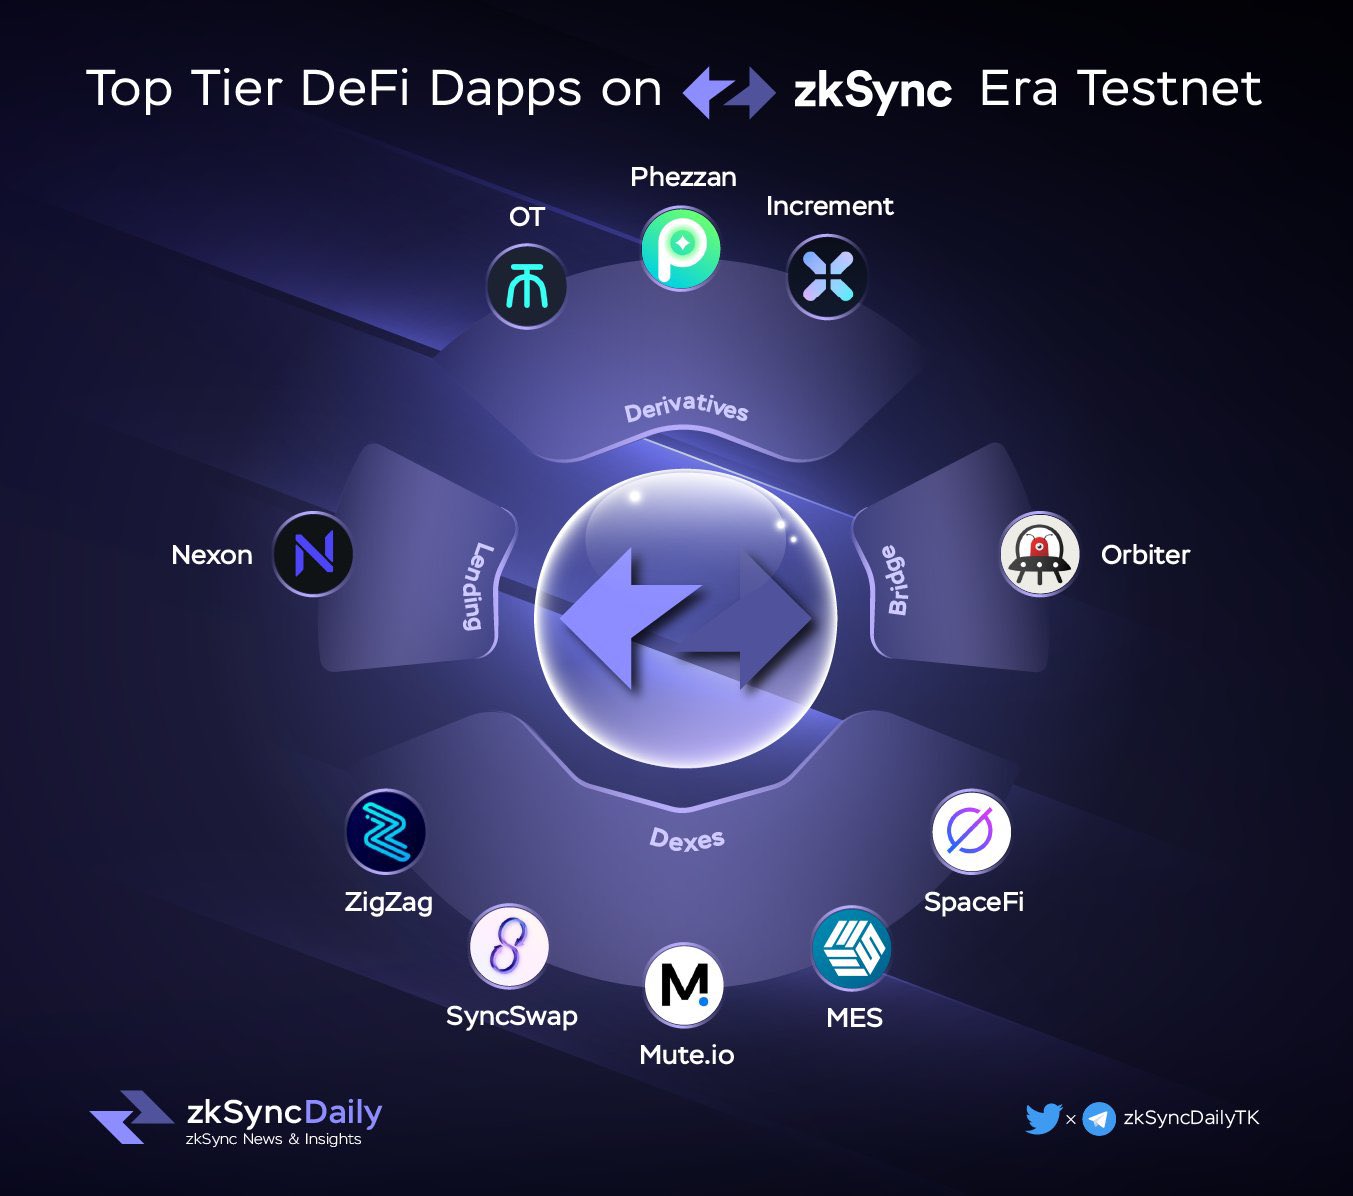 Top Tier DeFi Dapps on zkSync Era Testnet
Phezzan
OT
Increment
Derivatives
Nexon
Lending
Bridge
Orbiter
Dexes
ZigZag
SpaceFi
SyncSwap
M.
MES
Mute.io
zkSyncDaily
zkSync News & Insights
x zkSyncDailyTK